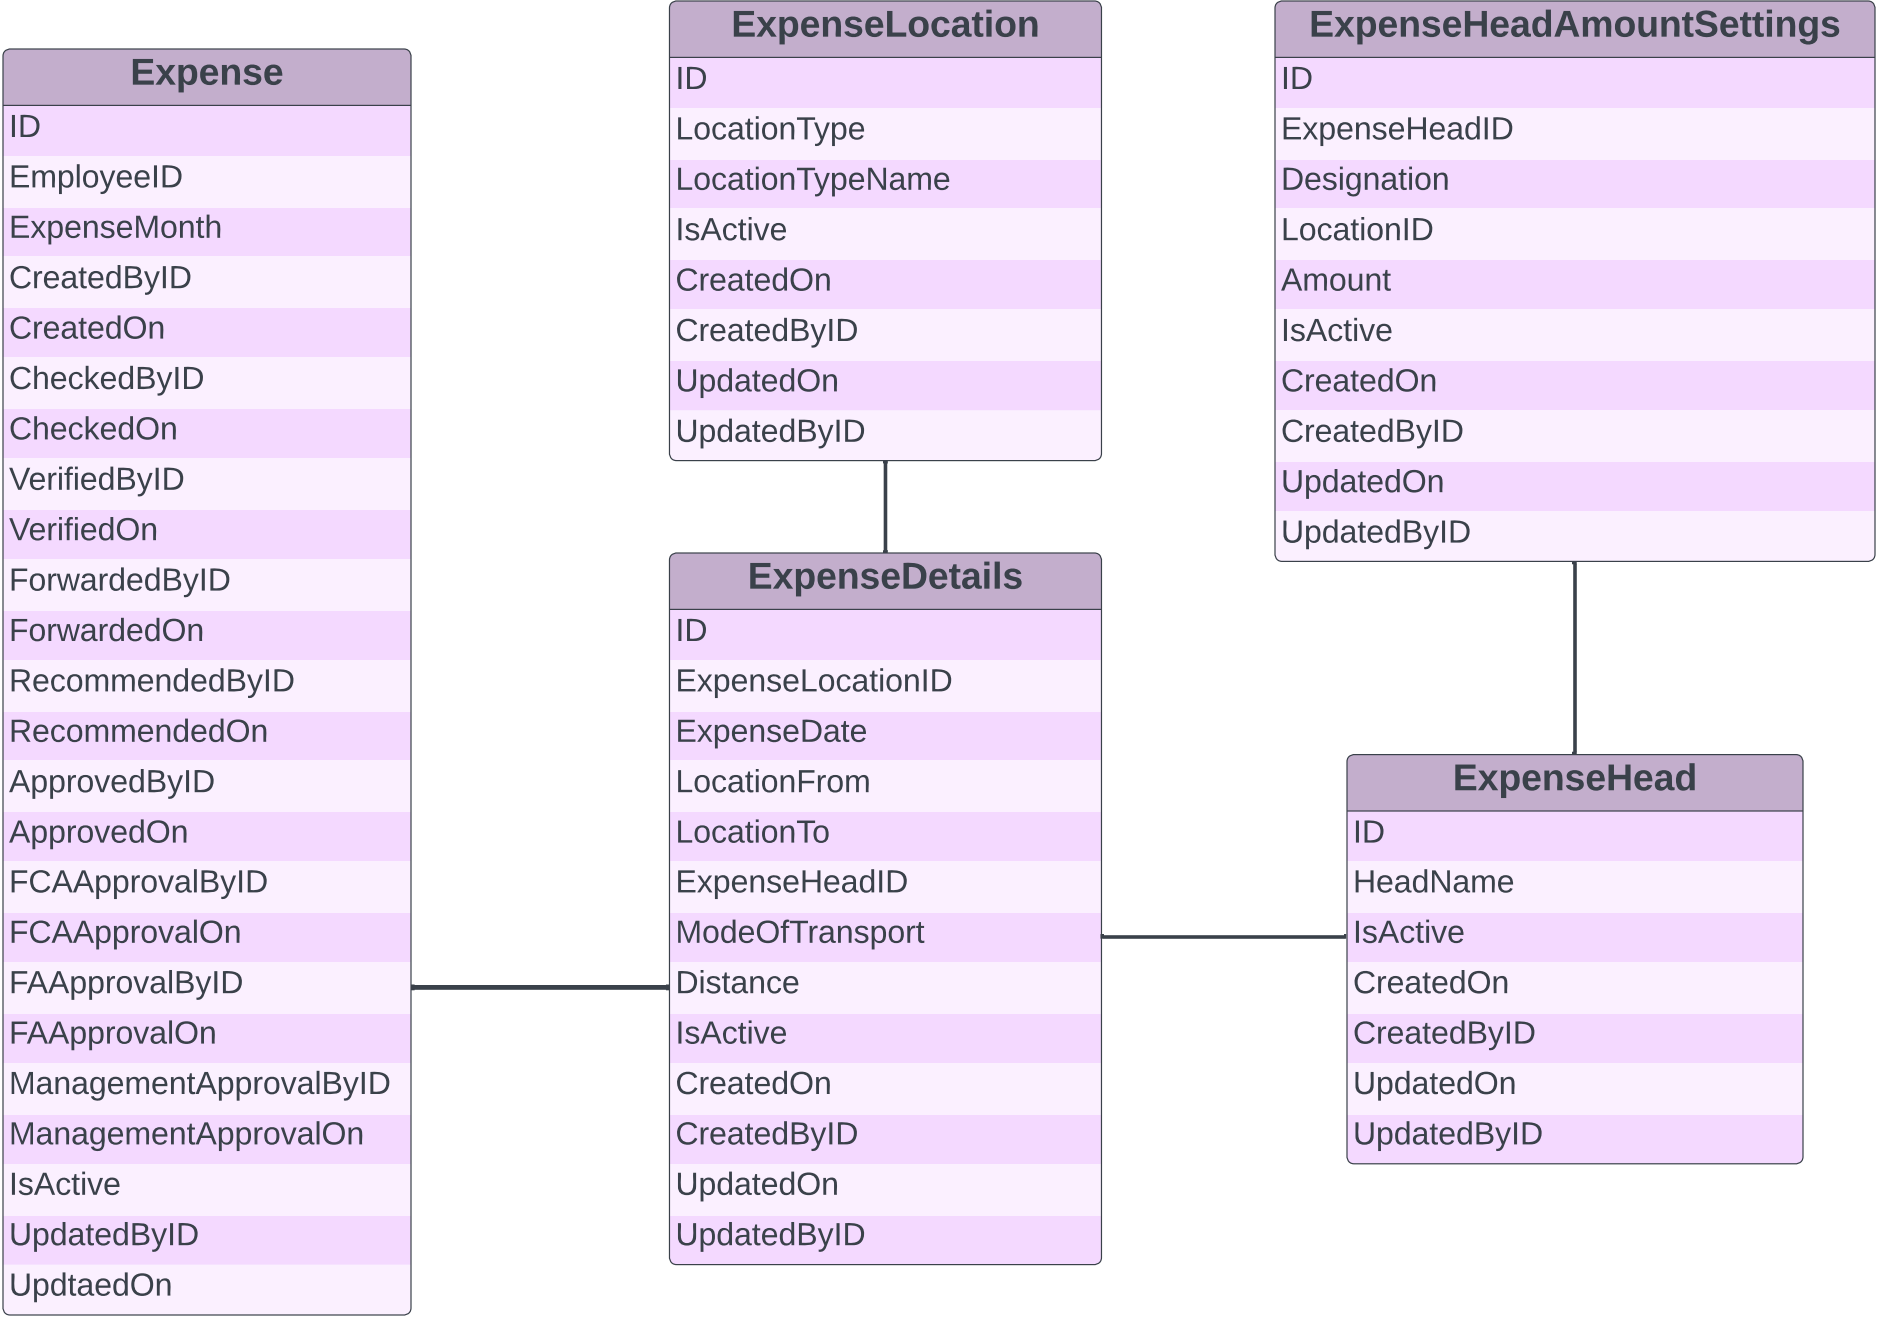 Expense
ID
EmployeeID
ExpenseMonth
CreatedByID
CreatedOn
CheckedByID
CheckedOn
VerifiedByID
VerifiedOn
ForwardedByID
ForwardedOn
RecommendedByID
RecommendedOn
ApprovedByID
ApprovedOn
FCAApprovalByID
FCAApprovalOn
FAApprovalByID
FAApprovalOn
ManagementApprovalByID
ManagementApprovalOn
IsActive
UpdatedByID
UpdtaedOn
ExpenseLocation
ID
LocationType
LocationTypeName
IsActive
CreatedOn
CreatedByID
UpdatedOn
UpdatedByID
ExpenseDetails
ID
ExpenseLocationID
ExpenseDate
LocationFrom
LocationTo
ExpenseHeadID
ModeOfTransport
Distance
IsActive
CreatedOn
CreatedByID
UpdatedOn
UpdatedByID
ExpenseHeadAmountSettings
ID
ExpenseHeadID
Designation
LocationID
Amount
IsActive
CreatedOn
CreatedByID
UpdatedOn
UpdatedByID
ExpenseHead
ID
HeadName
IsActive
CreatedOn
CreatedByID
UpdatedOn
UpdatedByID